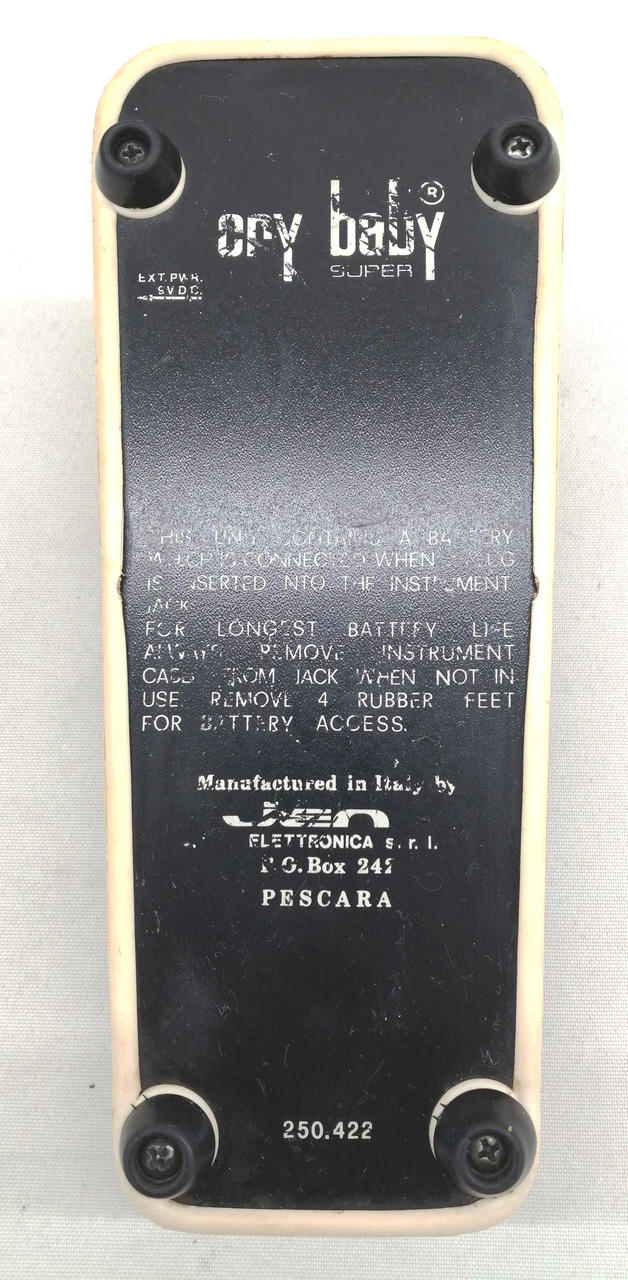 cry baby®
SUPER
EXT. PWR.
9V D.C.
THIS UNIT CONTAINS A BATTERY
WHICH IS CONNECTED WHEN PLUG
IS INSERTED INTO THE INSTRUMENT
JACK
FOR LONGEST BATTERY LIFE
ALWAYS REMOVE INSTRUMENT
CABLE FROM JACK WHEN NOT IN
USE. REMOVE 4 RUBBER FEET
FOR BATTERY ACCESS.
Manufactured in Italy by
Jen
ELETTRONICA s. r. l.
P.O. Box 242
PESCARA
250.422